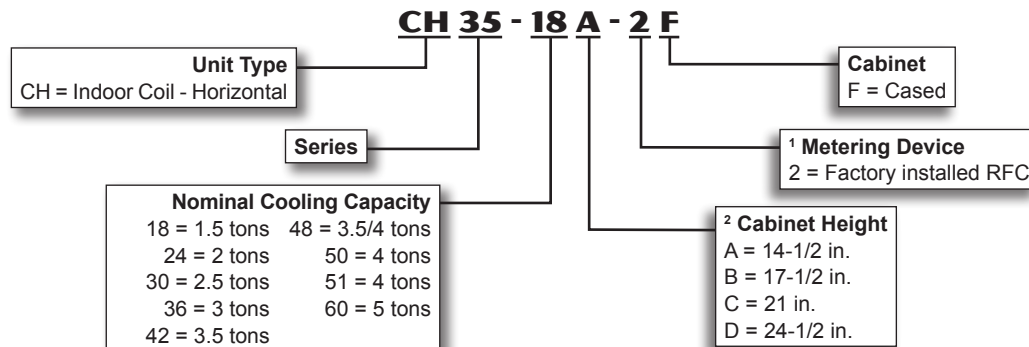 CH 35 - 18 A - 2 F
Unit Type
CH = Indoor Coil - Horizontal
Series
Nominal Cooling Capacity
18 = 1.5 tons 48 = 3.5/4 tons
24 = 2 tons 50 = 4 tons
30 = 2.5 tons 51 = 4 tons
36 = 3 tons 60 = 5 tons
42 = 3.5 tons
Cabinet
F = Cased
¹ Metering Device
2 = Factory installed RFC
² Cabinet Height
A = 14-1/2 in.
B = 17-1/2 in.
C = 21 in.
D = 24-1/2 in.